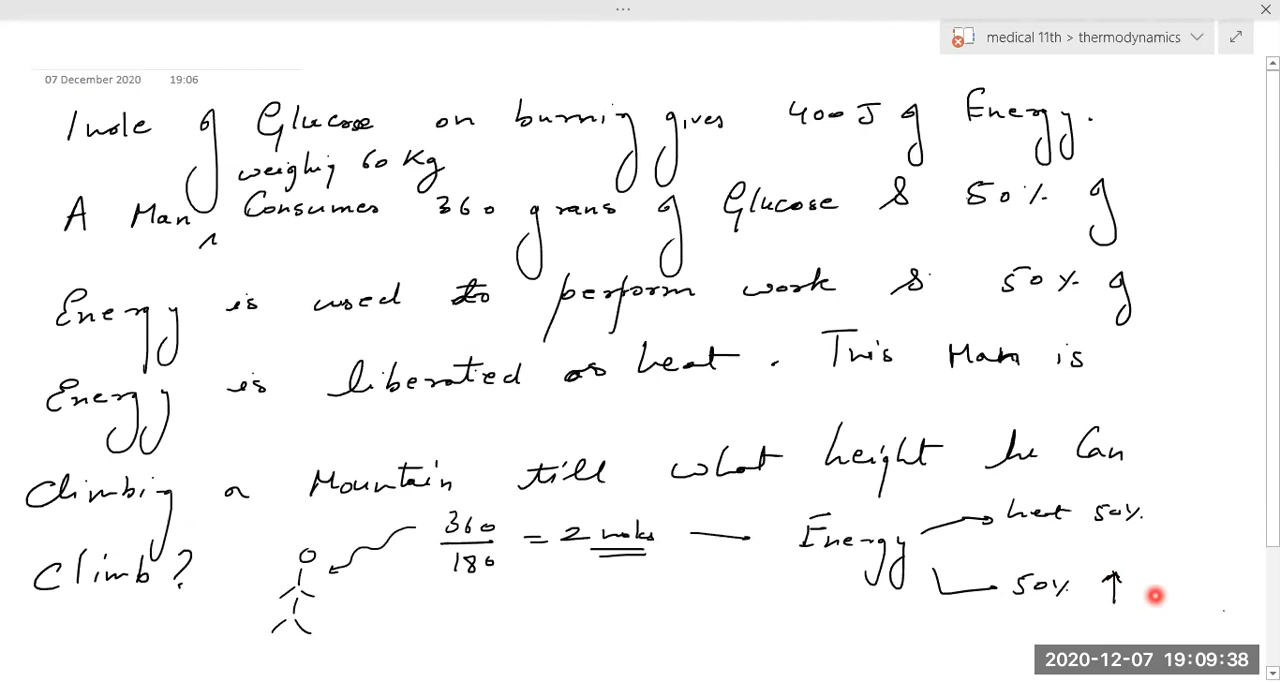 medical 11th > thermodynamics
07 December 2020 19:06
1 mole of Glucose on burning gives 400 J of Energy.
weighing 60 Kg
A Man ^ Consumes 360 grams of Glucose & 50% of
Energy is used to perform work & 50% of
Energy is liberated as heat. This Man is
Climbing a Mountain till what height he Can
Climb?
360/180 = 2 moles — Energy → heat 50%.
→ 50% ↑
2020-12-07 19:09:38